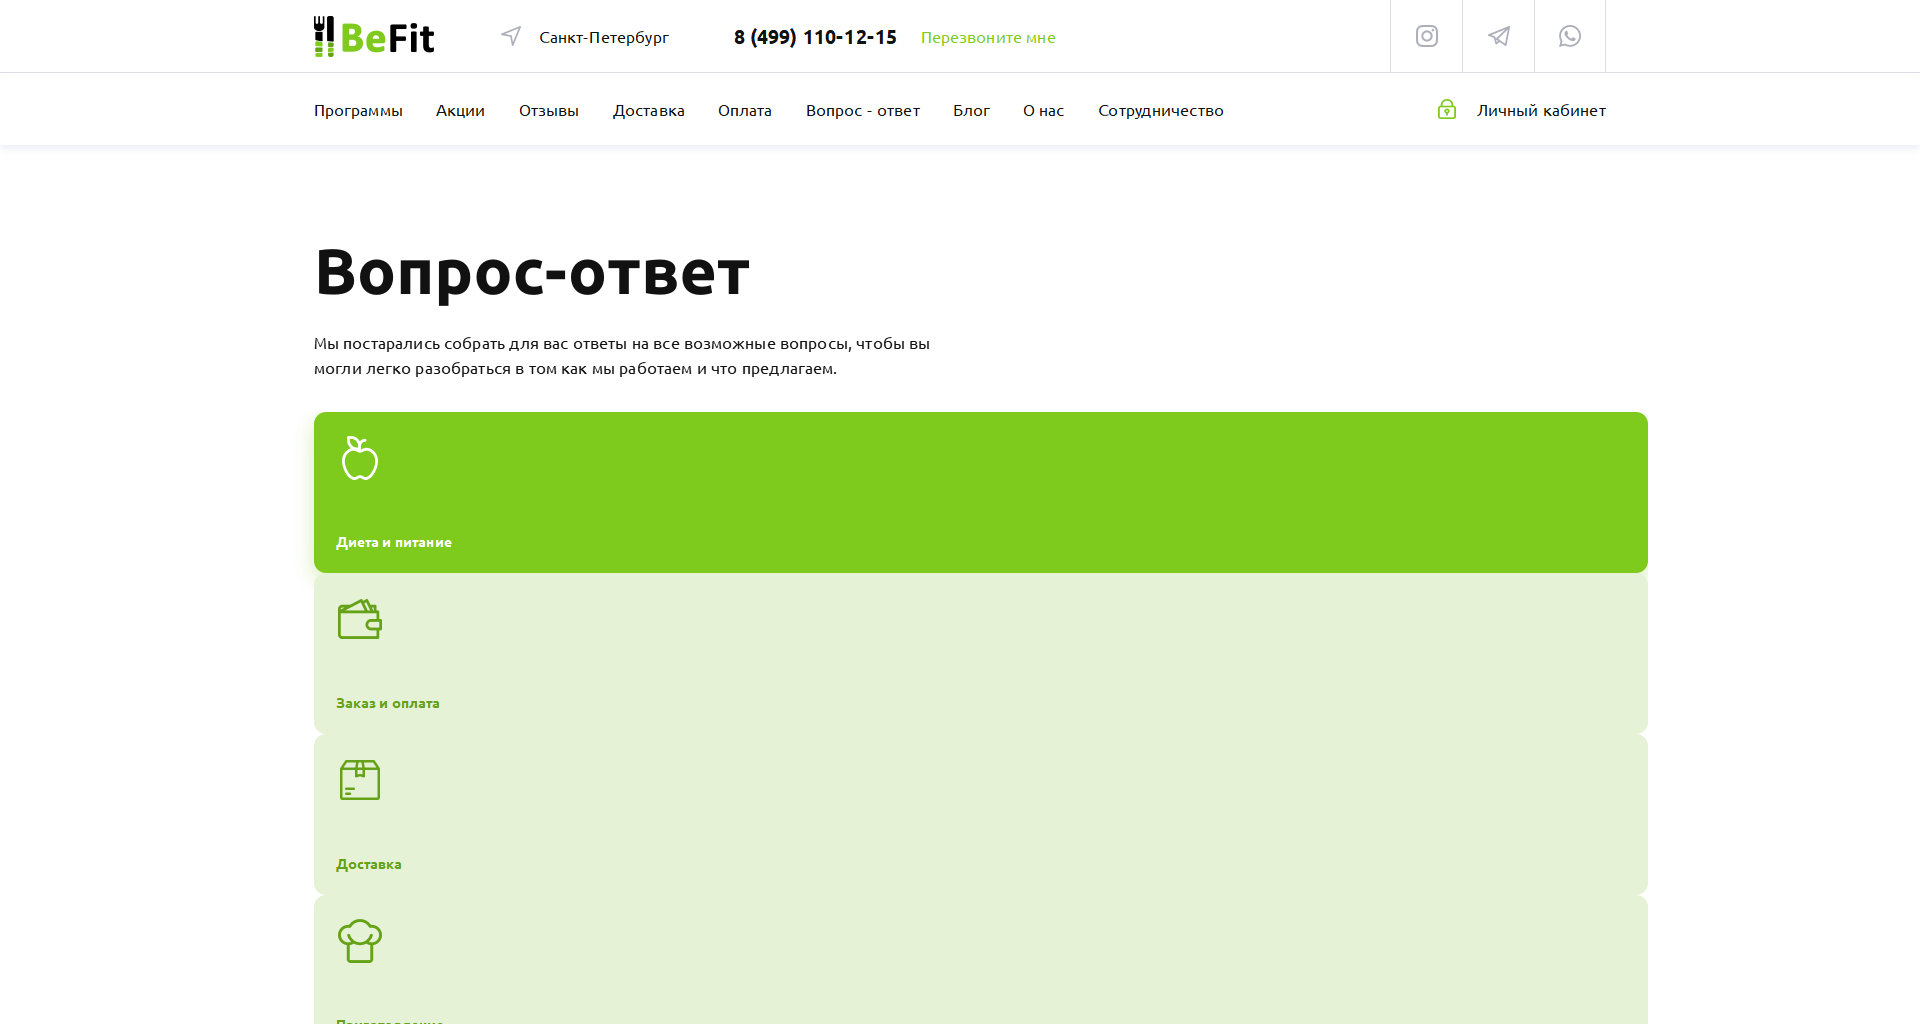 BeFit
Санкт-Петербург
8 (499) 110-12-15
Перезвоните мне
Программы
Акции
Отзывы
Доставка
Оплата
Вопрос - ответ
Блог
О нас
Сотрудничество
Личный кабинет
Вопрос-ответ
Мы постарались собрать для вас ответы на все возможные вопросы, чтобы вы
могли легко разобраться в том как мы работаем и что предлагаем.
Диета и питание
Заказ и оплата
Доставка